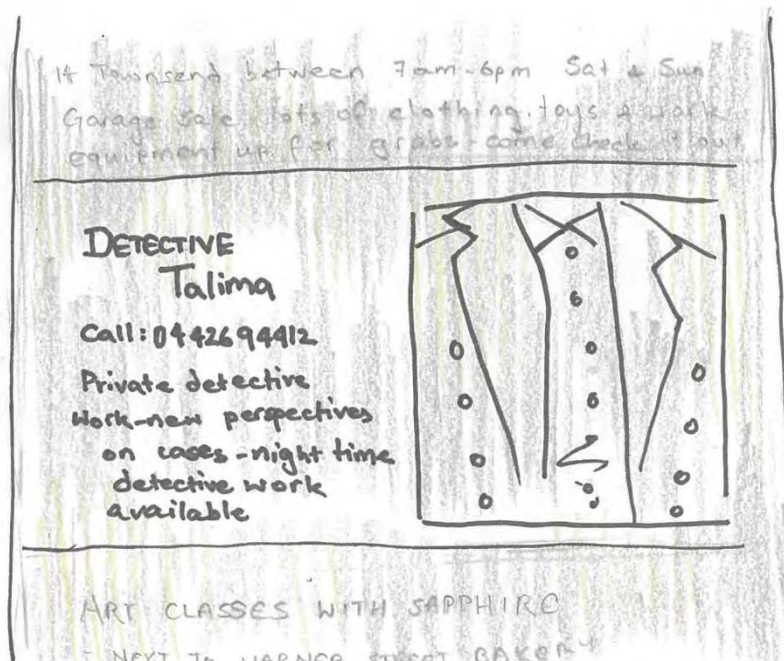 14 Townsend between 7am-6pm Sat & Sun
Garage sale lots of clothing, toys & work
equipment up for grabs - come check it out
DETECTIVE
Talima
Call: 0442694412
Private detective
Work-new perspectives
on cases - night time
detective work
available
ART CLASSES WITH SAPPHIRE
- NEXT TO WARNER STREET BAKERY